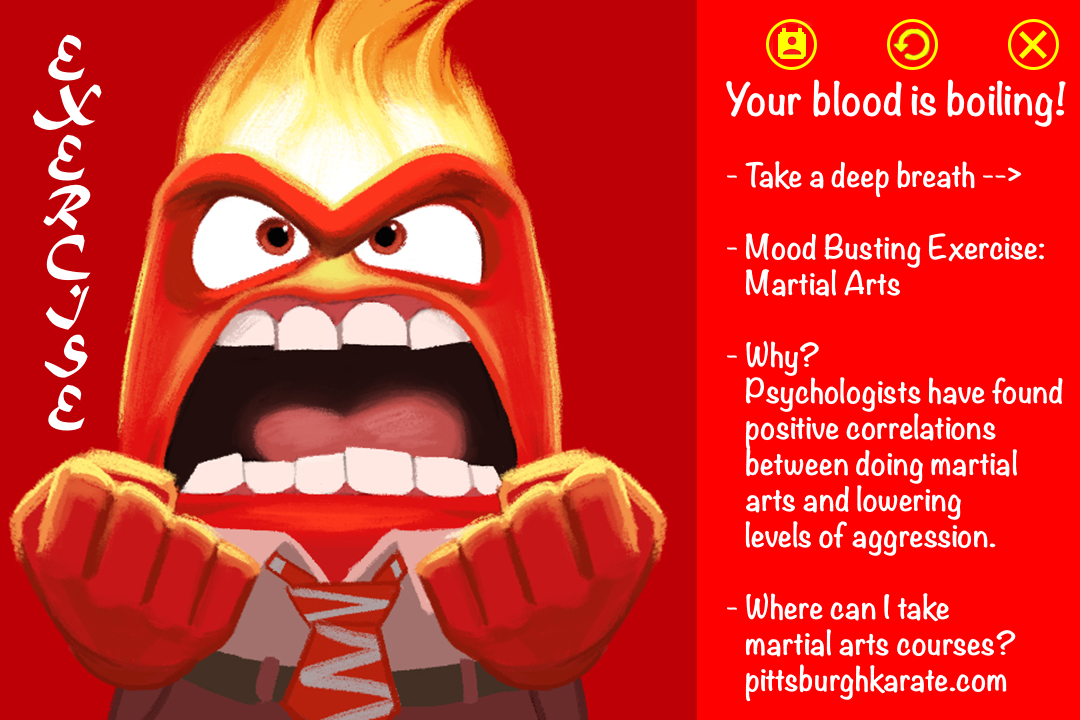 EXERCISE
Your blood is boiling!
- Take a deep breath -->
- Mood Busting Exercise:
Martial Arts
- Why?
Psychologists have found
positive correlations
between doing martial
arts and lowering
levels of aggression.
- Where can I take
martial arts courses?
pittsburghkarate.com